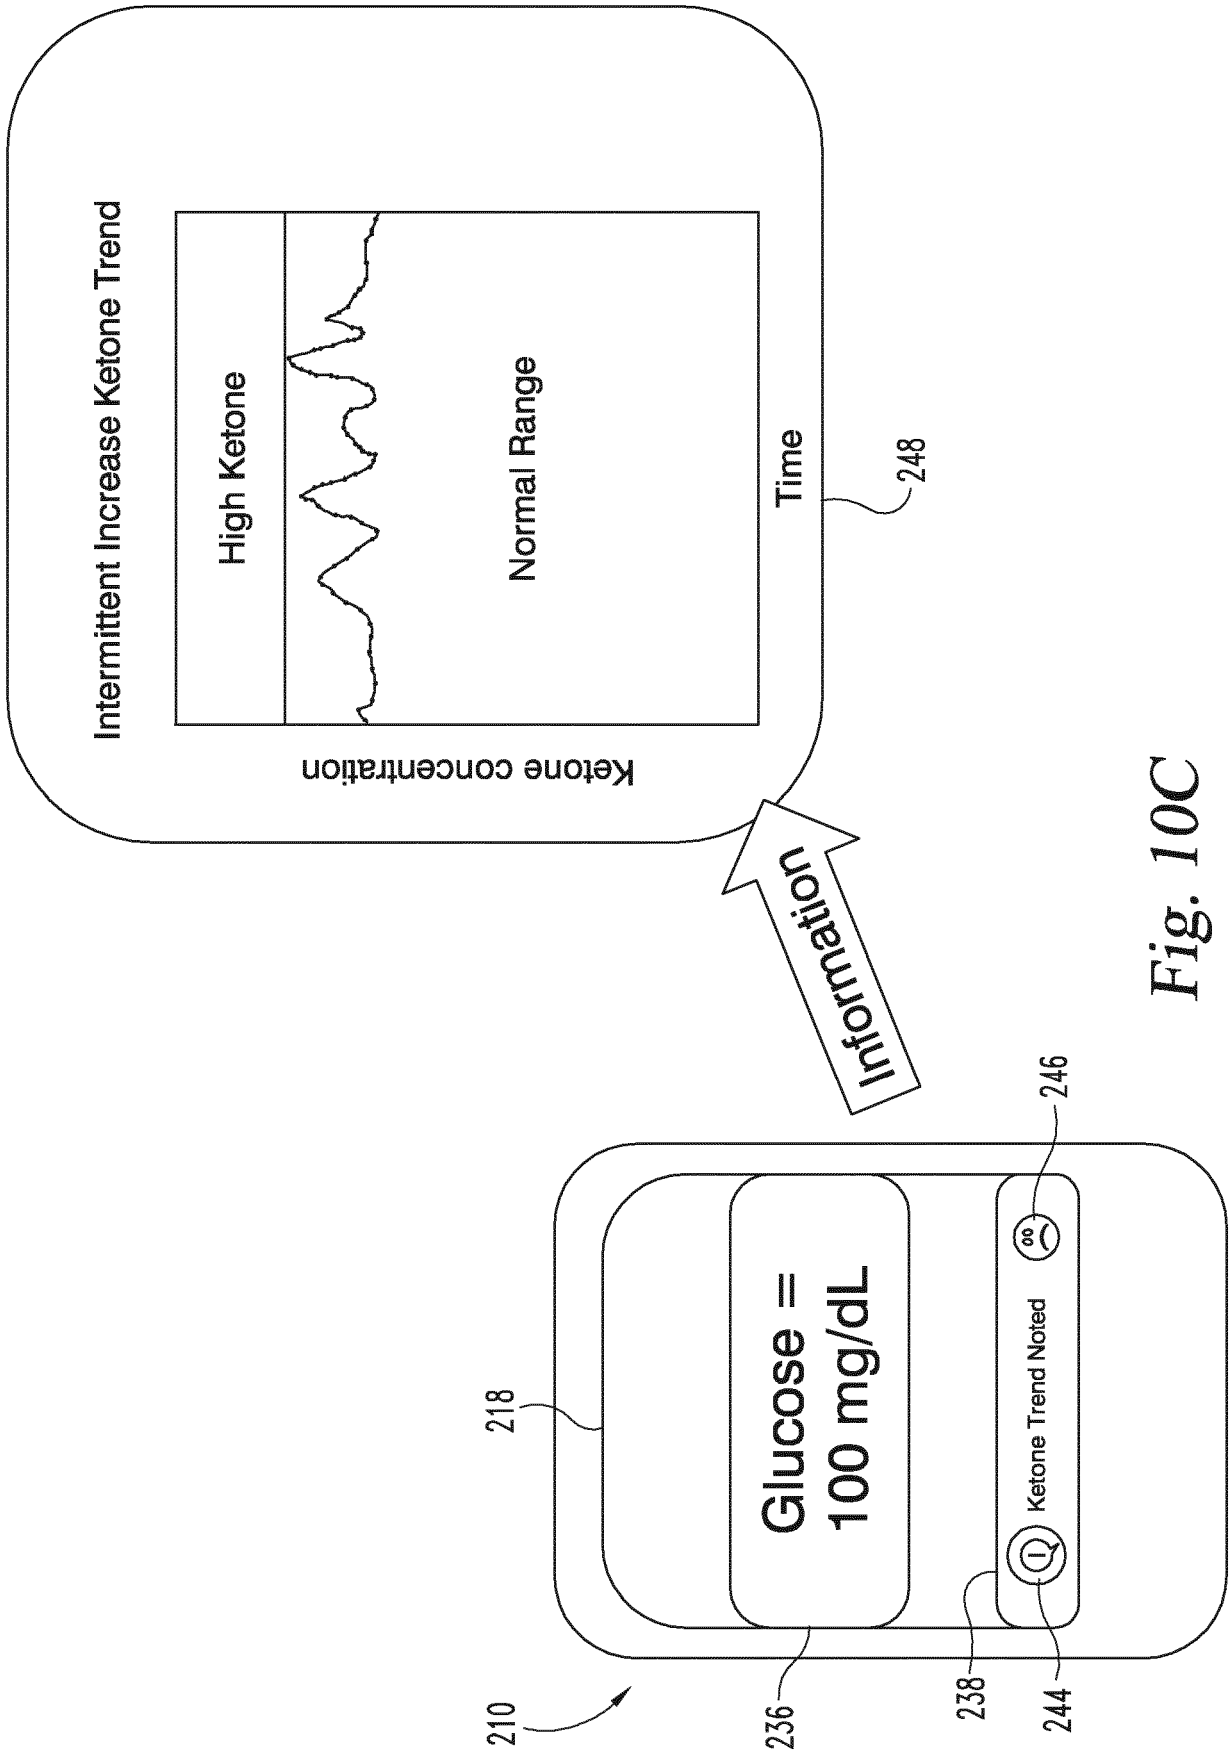 210
218
Glucose =
100 mg/dL
236
238
Ketone Trend Noted
244
246
Information
Intermittent Increase Ketone Trend
Ketone concentration
High Ketone
Normal Range
Time
248
Fig. 10C